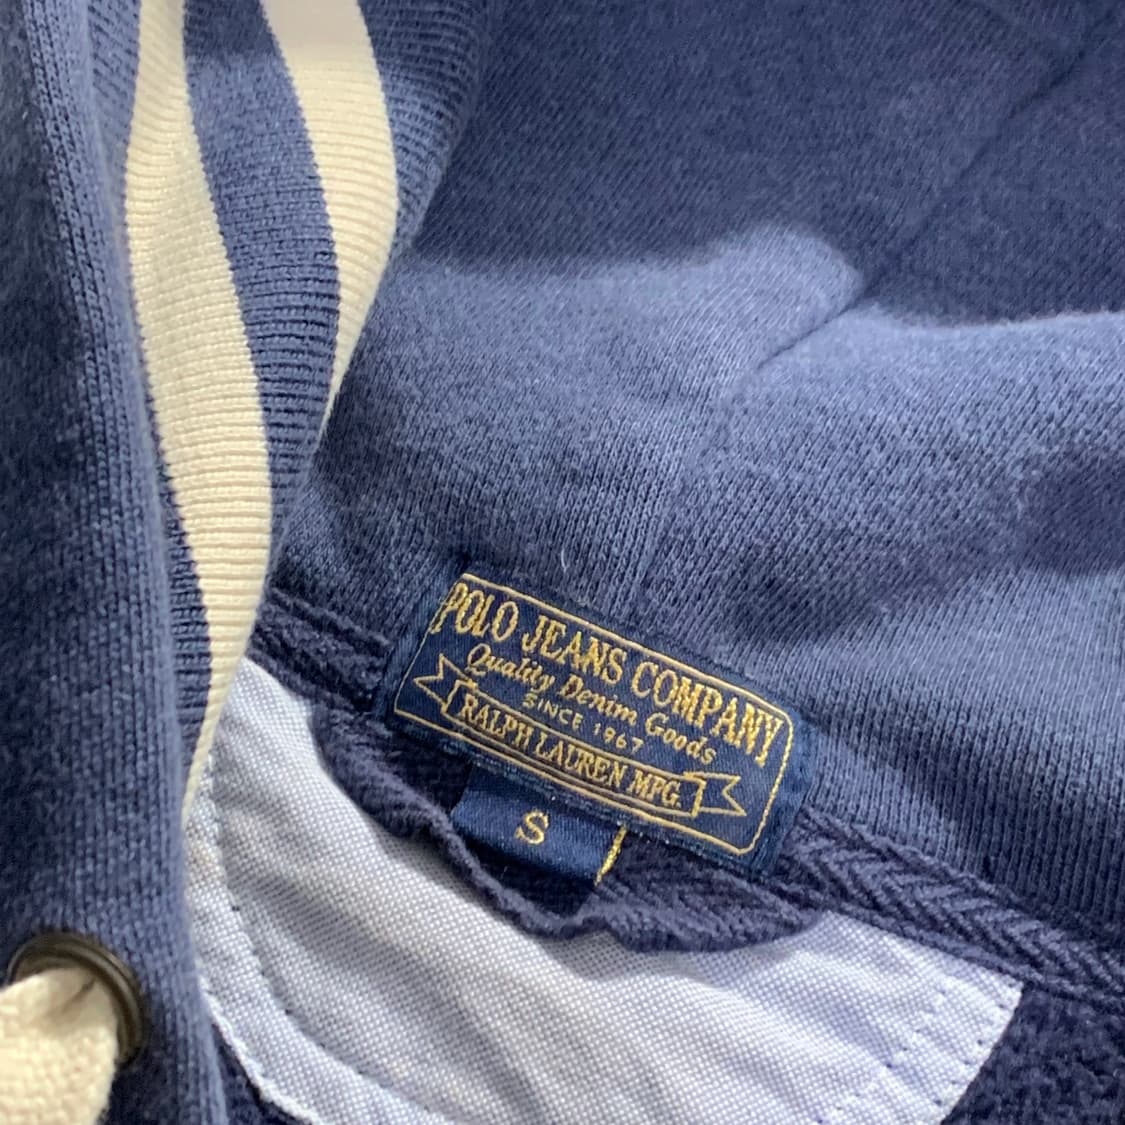 POLO JEANS COMPANY
Quality Denim Goods
SINCE 1967
RALPH LAUREN MFG.
S